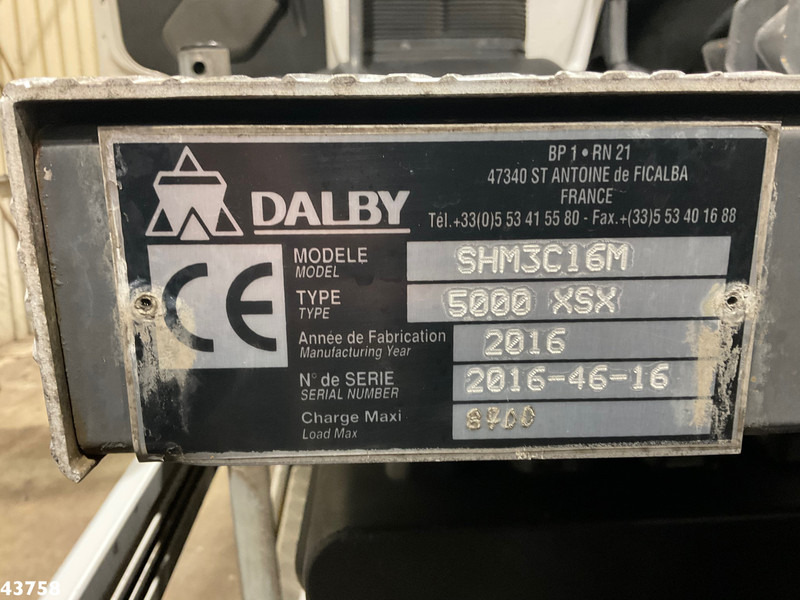 BP 1 • RN 21
47340 ST ANTOINE de FICALBA
FRANCE
Tél.+33(0)5 53 41 55 80 - Fax.+(33)5 53 40 16 88
DALBY
CE
MODELE SHM3C16M
MODEL
TYPE 5000 XSX
TYPE
Année de Fabrication 2016
Manufacturing Year
N° de SERIE 2016-46-16
SERIAL NUMBER
Charge Maxi 8700
Load Max
43758